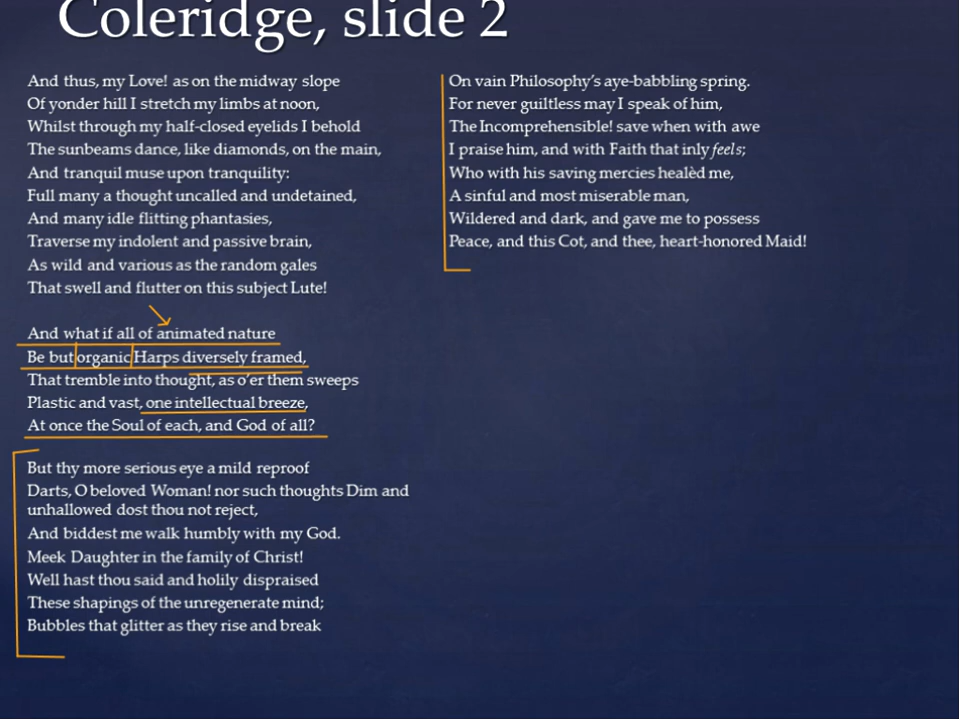 Coleridge, slide 2
And thus, my Love! as on the midway slope
Of yonder hill I stretch my limbs at noon,
Whilst through my half-closed eyelids I behold
The sunbeams dance, like diamonds, on the main,
And tranquil muse upon tranquility:
Full many a thought uncalled and undetained,
And many idle flitting phantasies,
Traverse my indolent and passive brain,
As wild and various as the random gales
That swell and flutter on this subject Lute!
And what if all of animated nature
Be but organic Harps diversely framed,
That tremble into thought, as o’er them sweeps
Plastic and vast, one intellectual breeze,
At once the Soul of each, and God of all?
But thy more serious eye a mild reproof
Darts, O beloved Woman! nor such thoughts Dim and
unhallowed dost thou not reject,
And biddest me walk humbly with my God.
Meek Daughter in the family of Christ!
Well hast thou said and holily dispraised
These shapings of the unregenerate mind;
Bubbles that glitter as they rise and break
On vain Philosophy’s aye-babbling spring.
For never guiltless may I speak of him,
The Incomprehensible! save when with awe
I praise him, and with Faith that inly feels;
Who with his saving mercies healèd me,
A sinful and most miserable man,
Wildered and dark, and gave me to possess
Peace, and this Cot, and thee, heart-honored Maid!